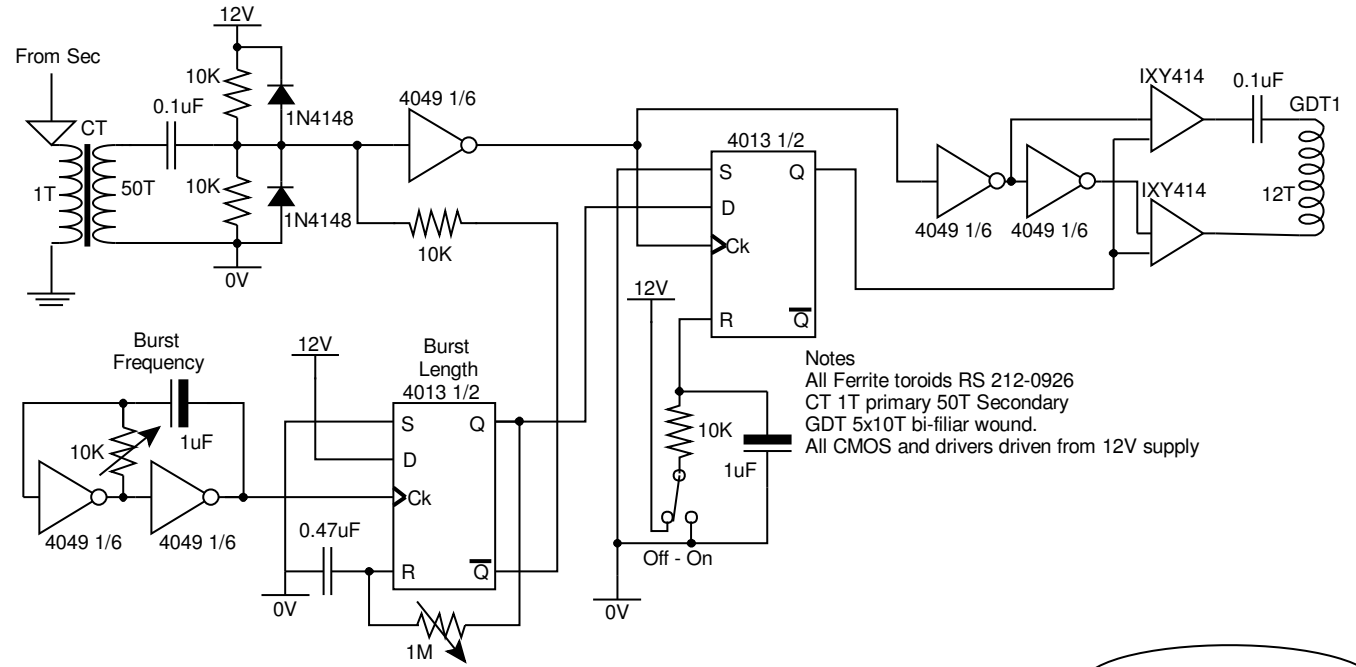 12V
From Sec
10K
0.1uF
1N4148
4049 1/6
CT
1T
50T
10K
1N4148
10K
0V
4013 1/2
S
Q
D
Ck
R
Q
12V
10K
1uF
Off - On
0V
IXY414
0.1uF
GDT1
IXY414
12T
4049 1/6
4049 1/6
Burst
Frequency
10K
1uF
4049 1/6
4049 1/6
12V
Burst
Length
4013 1/2
S
Q
D
Ck
R
Q
0.47uF
0V
1M
Notes
All Ferrite toroids RS 212-0926
CT 1T primary 50T Secondary
GDT 5x10T bi-filiar wound.
All CMOS and drivers driven from 12V supply